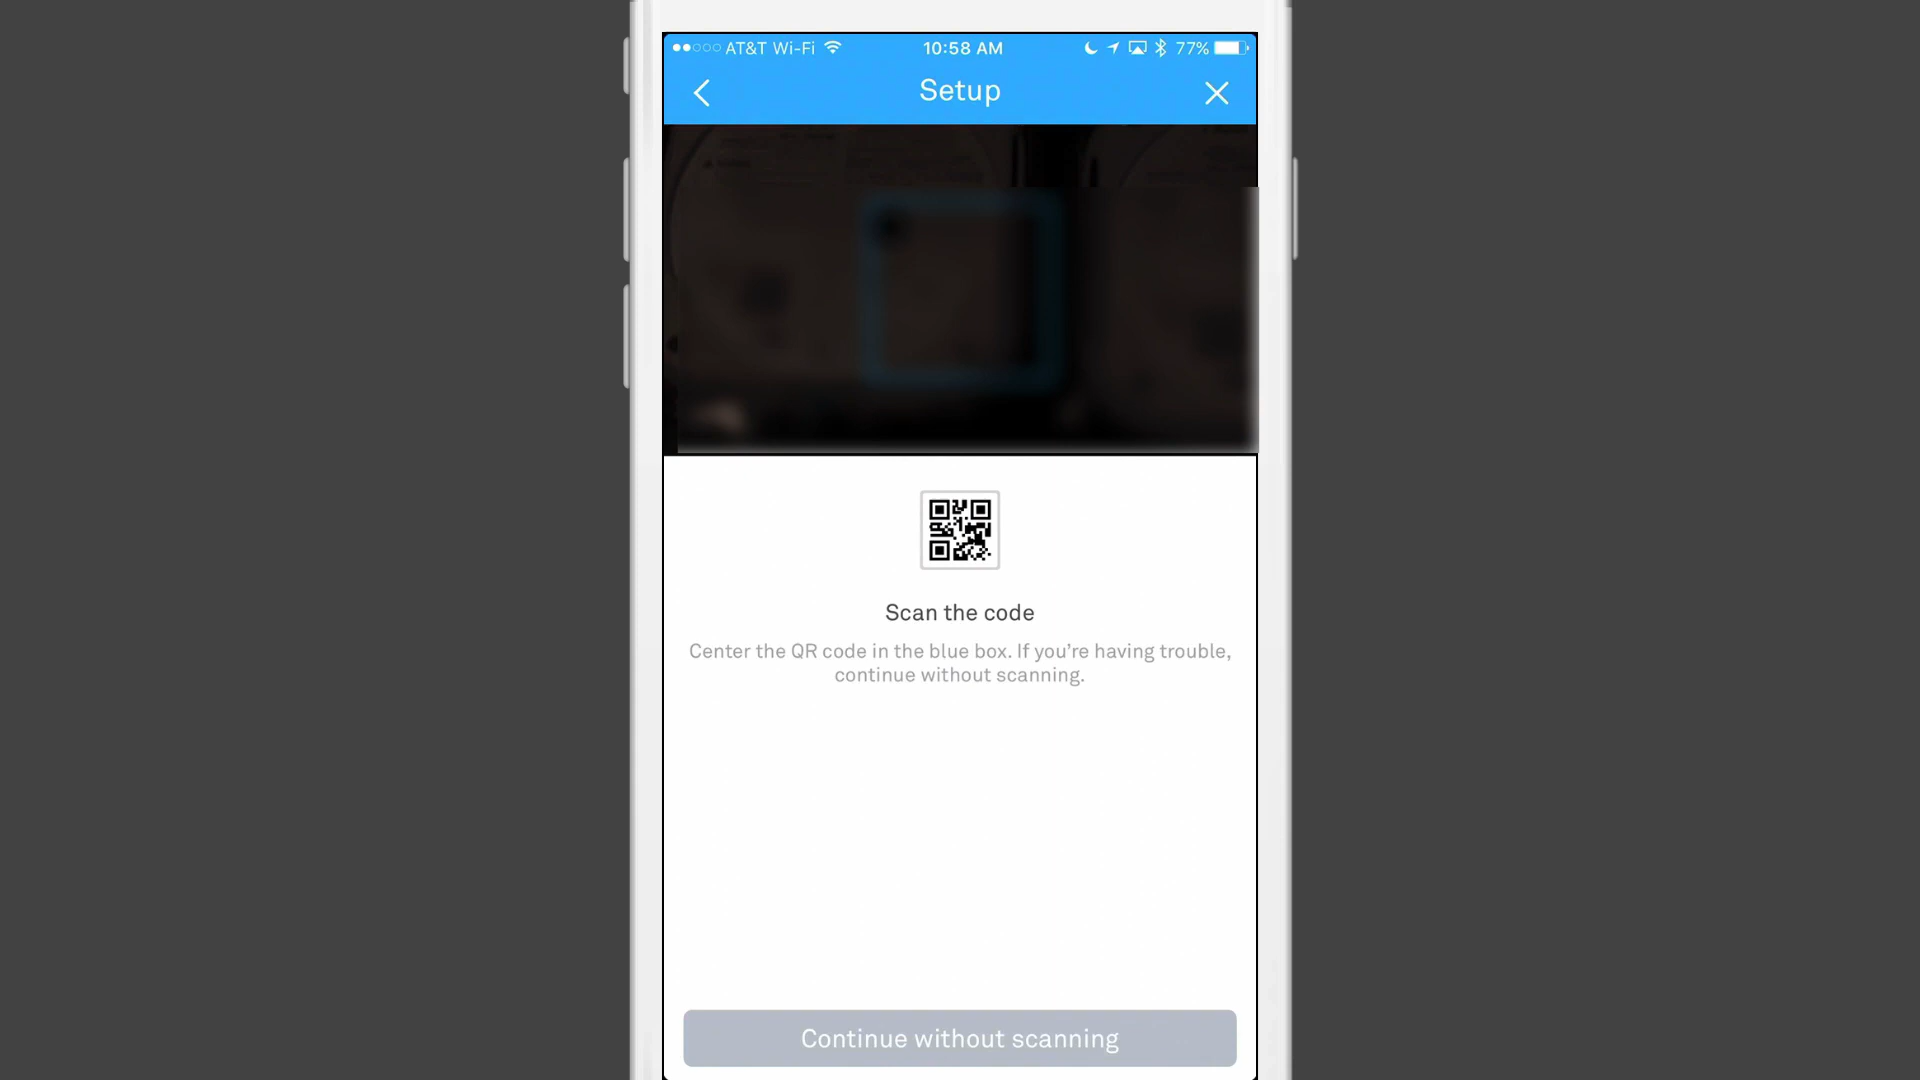 AT&T Wi-Fi 10:58 AM 77%
Setup
Scan the code
Center the QR code in the blue box. If you're having trouble,
continue without scanning.
Continue without scanning